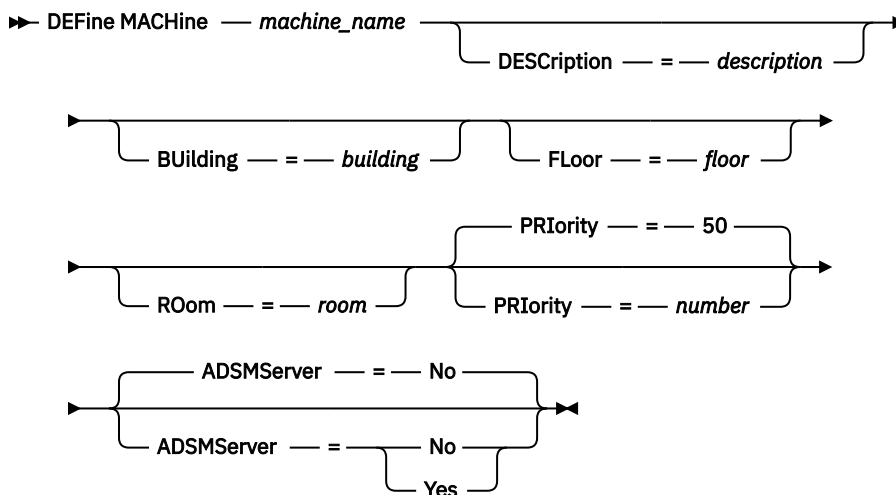 DEFine MACHine machine_name
DESCription = description
BUilding = building FLoor = floor
PRIority = 50
ROom = room PRIority = number
ADSMServer = No
ADSMServer = No
Yes